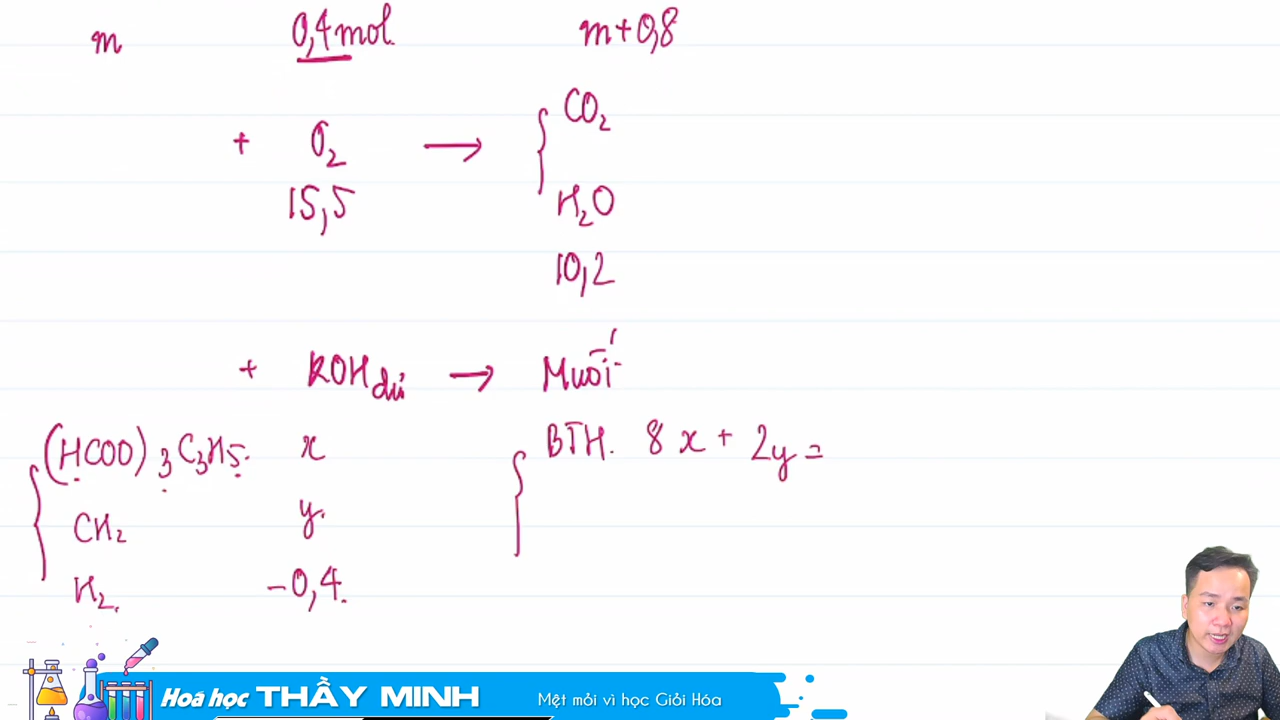 m 0,4mol m+0,8
CO2
+ O2 →
15,5 H2O
10,2
+ KOH dư → Muối
(HCOO)3C3H5. x BTH. 8x + 2y =
CH2 y.
H2. -0,4.
Hoá học THẦY MINH Mệt mỏi vì học Giỏi Hóa